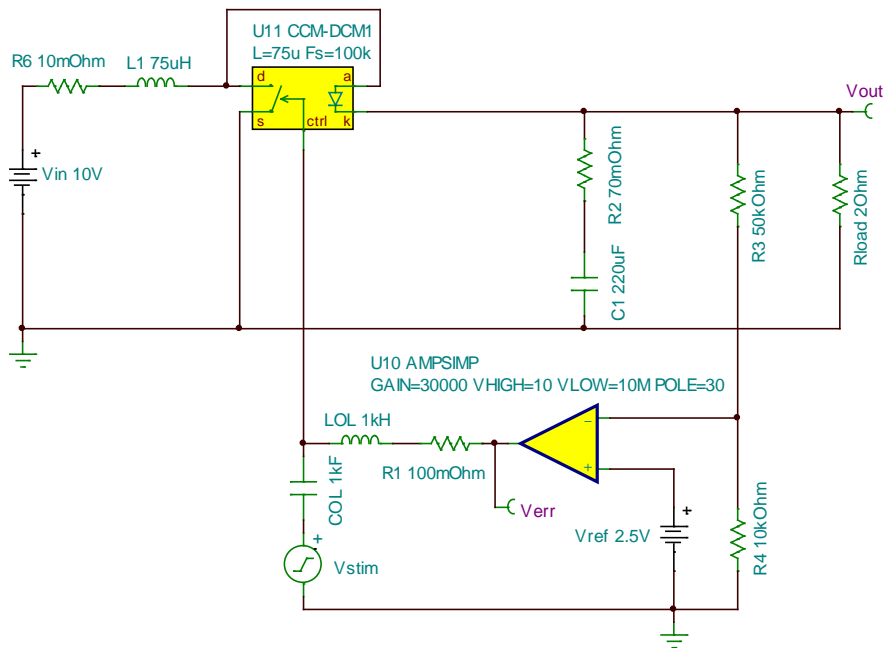 U11 CCM-DCM1
L=75u Fs=100k
R6 10mOhm
L1 75uH
d
a
s
k
ctrl
Vout
+
Vin 10V
R2 70mOhm
C1 220uF
R3 50kOhm
Rload 2Ohm
U10 AMPSIMP
GAIN=30000 VHIGH=10 VLOW=10M POLE=30
LOL 1kH
R1 100mOhm
-
+
COL 1kF
Verr
+
Vstim
+
Vref 2.5V
R4 10kOhm